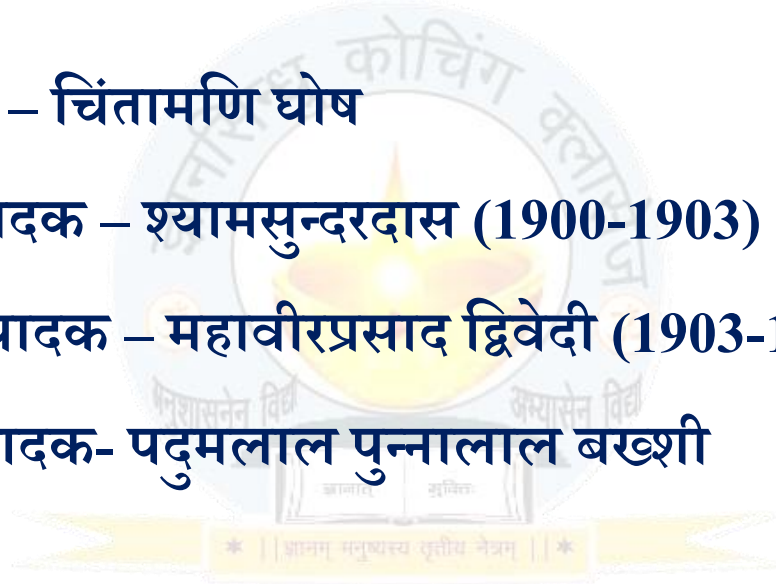 – चिंतामणि घोष
ादक – श्यामसुन्दरदास (1900-1903)
पादक – महावीरप्रसाद द्विवेदी (1903-1
ादक- पदुमलाल पुन्नालाल बख्शी
कोचिंग क्लासेज
अनुशासनेन विद्या
अभ्यासेन विद्या
ज्ञानात् मुक्तिः
* ||ज्ञानम् मनुष्यस्य तृतीय नेत्रम् ||*